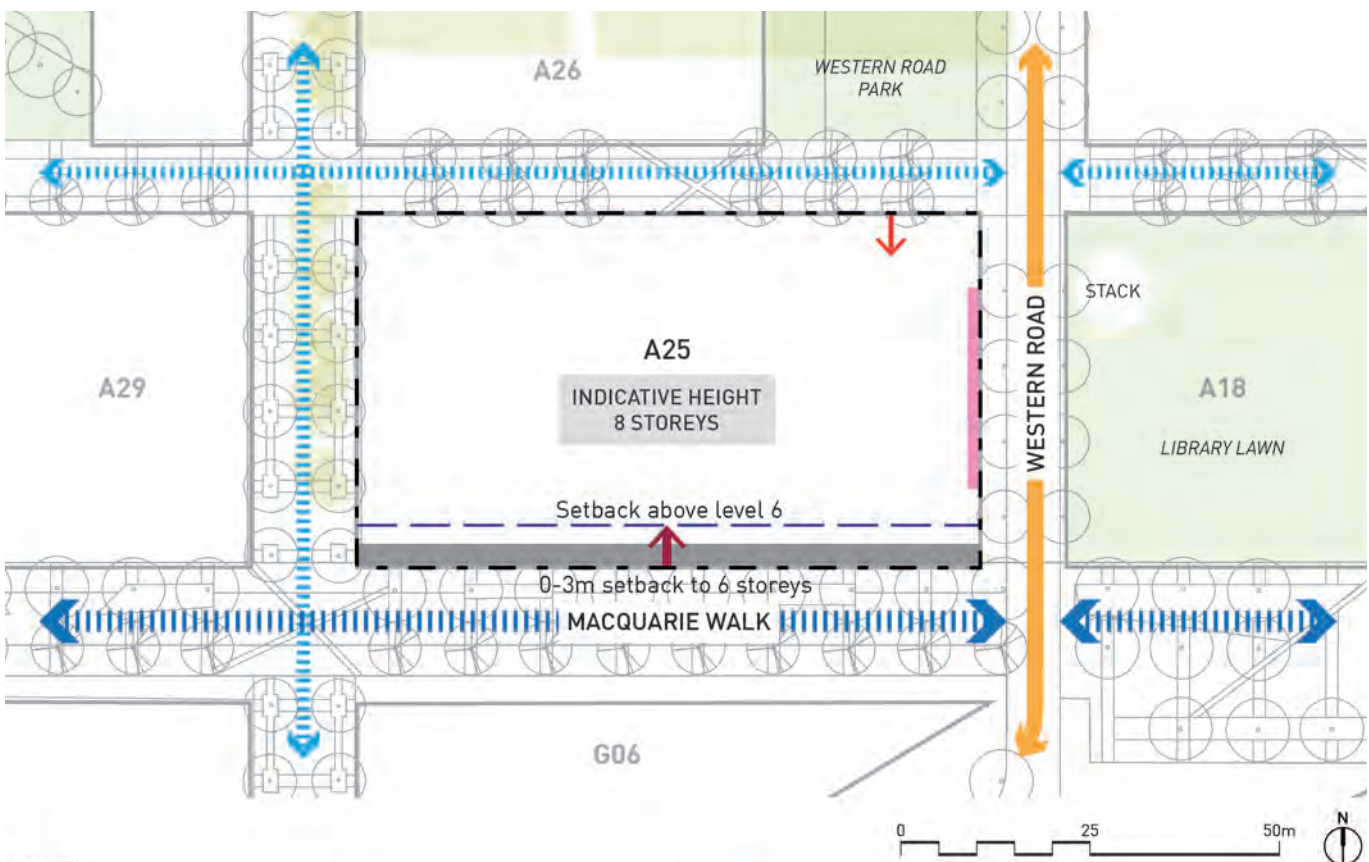 A26
WESTERN ROAD
PARK
STACK
A29
A25
INDICATIVE HEIGHT
8 STOREYS
WESTERN ROAD
A18
LIBRARY LAWN
Setback above level 6
0-3m setback to 6 storeys
MACQUARIE WALK
G06
0
25
50m
N